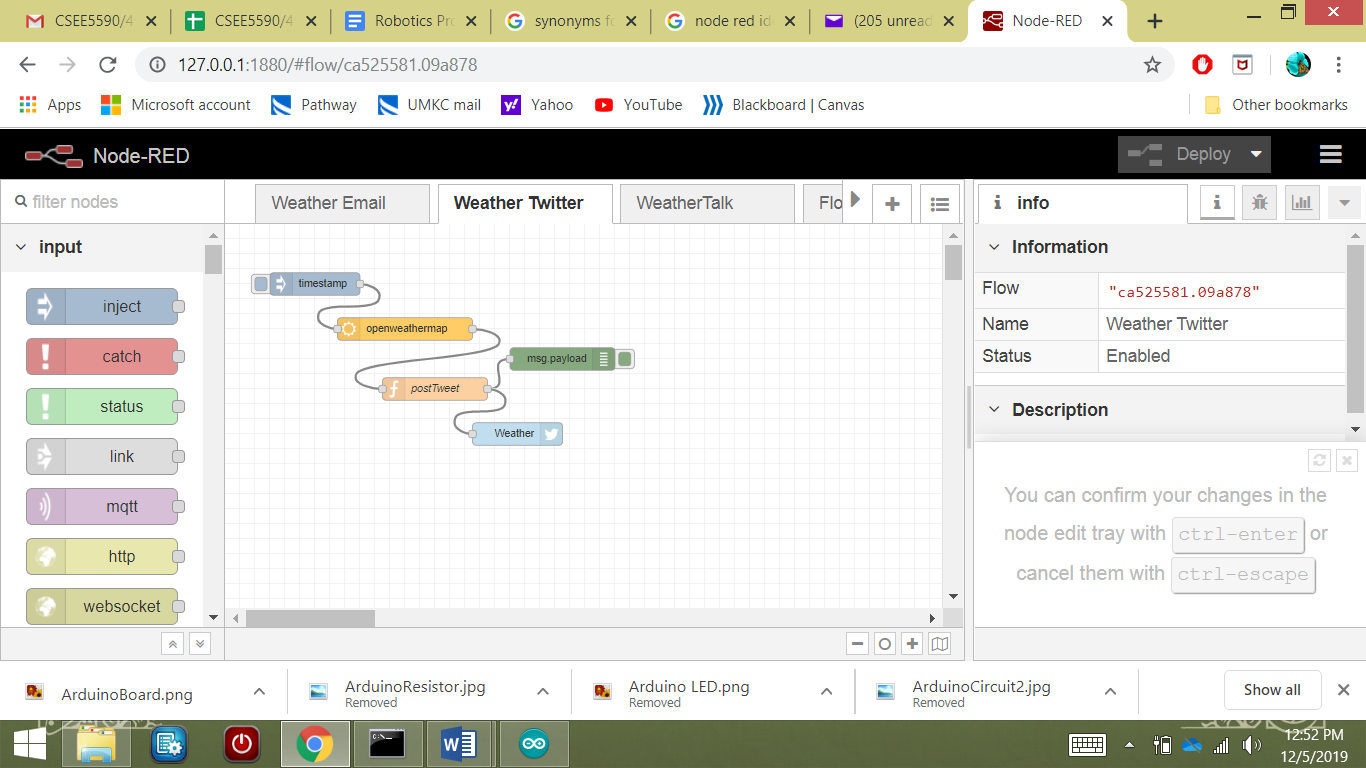 CSEE5590/4
CSEE5590/4
Robotics Pro
synonyms fo
node red ide
(205 unread
Node-RED
127.0.0.1:1880/#flow/ca525581.09a878
Apps
Microsoft account
Pathway
UMKC mail
Yahoo
YouTube
Blackboard | Canvas
Other bookmarks
Node-RED
Deploy
filter nodes
Weather Email
Weather Twitter
WeatherTalk
Flo
info
input
Information
inject
catch
status
link
mqtt
http
websocket
timestamp
openweathermap
msg.payload
postTweet
Weather
Flow "ca525581.09a878"
Name Weather Twitter
Status Enabled
Description
You can confirm your changes in the
node edit tray with ctrl-enter or
cancel them with ctrl-escape
ArduinoBoard.png
ArduinoResistor.jpg
Removed
Arduino LED.png
Removed
ArduinoCircuit2.jpg
Removed
Show all
12:52 PM
12/5/2019